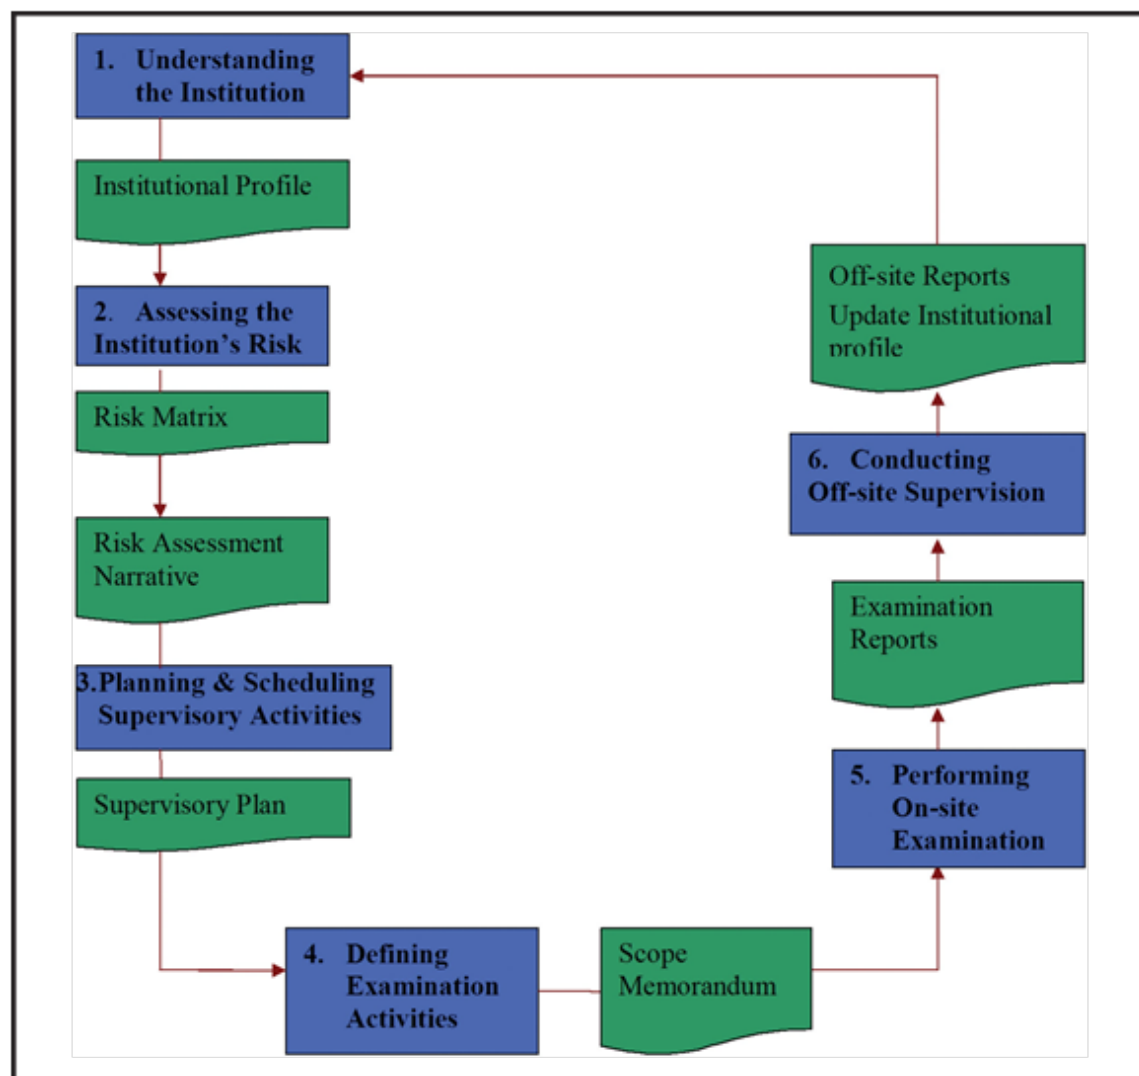 1. Understanding
the Institution
Institutional Profile
2. Assessing the
Institution's Risk
Risk Matrix
Risk Assessment
Narrative
3.Planning & Scheduling
Supervisory Activities
Supervisory Plan
4. Defining
Examination
Activities
Scope
Memorandum
5. Performing
On-site
Examination
Examination
Reports
6. Conducting
Off-site Supervision
Off-site Reports
Update Institutional
profile